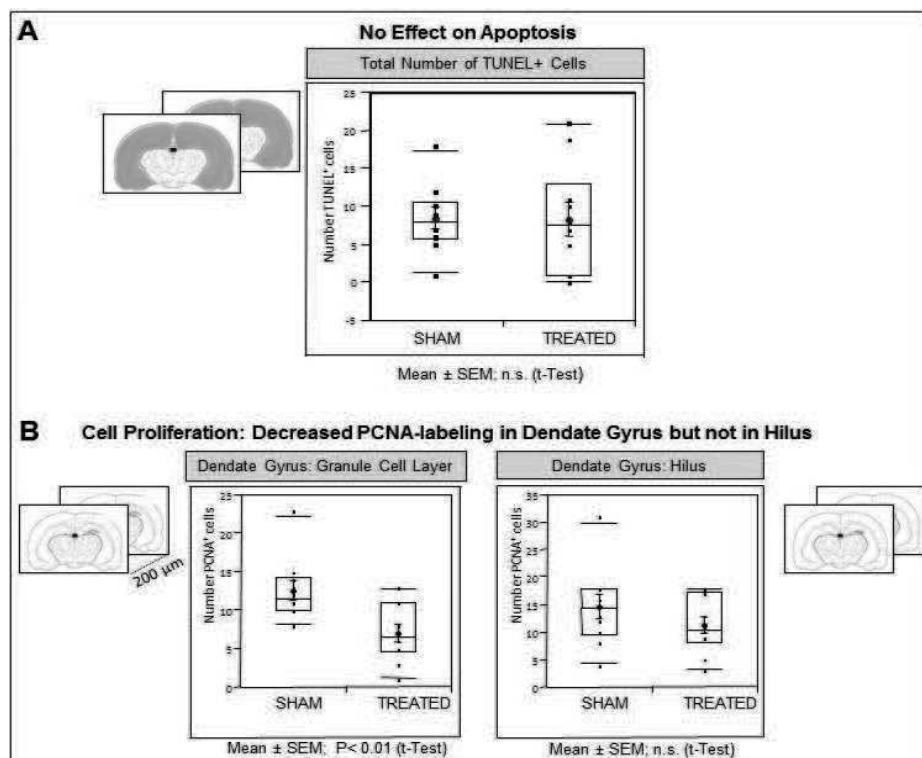 A
No Effect on Apoptosis
Total Number of TUNEL+ Cells
Number TUNEL⁺ cells
25
20
15
10
5
0
-5
SHAM TREATED
Mean ± SEM; n.s. (t-Test)
B
Cell Proliferation: Decreased PCNA-labeling in Dendate Gyrus but not in Hilus
Dendate Gyrus: Granule Cell Layer
Number PCNA⁺ cells
25
20
15
10
5
0
SHAM TREATED
Mean ± SEM; P< 0.01 (t-Test)
200 µm
Dendate Gyrus: Hilus
Number PCNA⁺ cells
35
30
25
20
15
10
5
0
SHAM TREATED
Mean ± SEM; n.s. (t-Test)